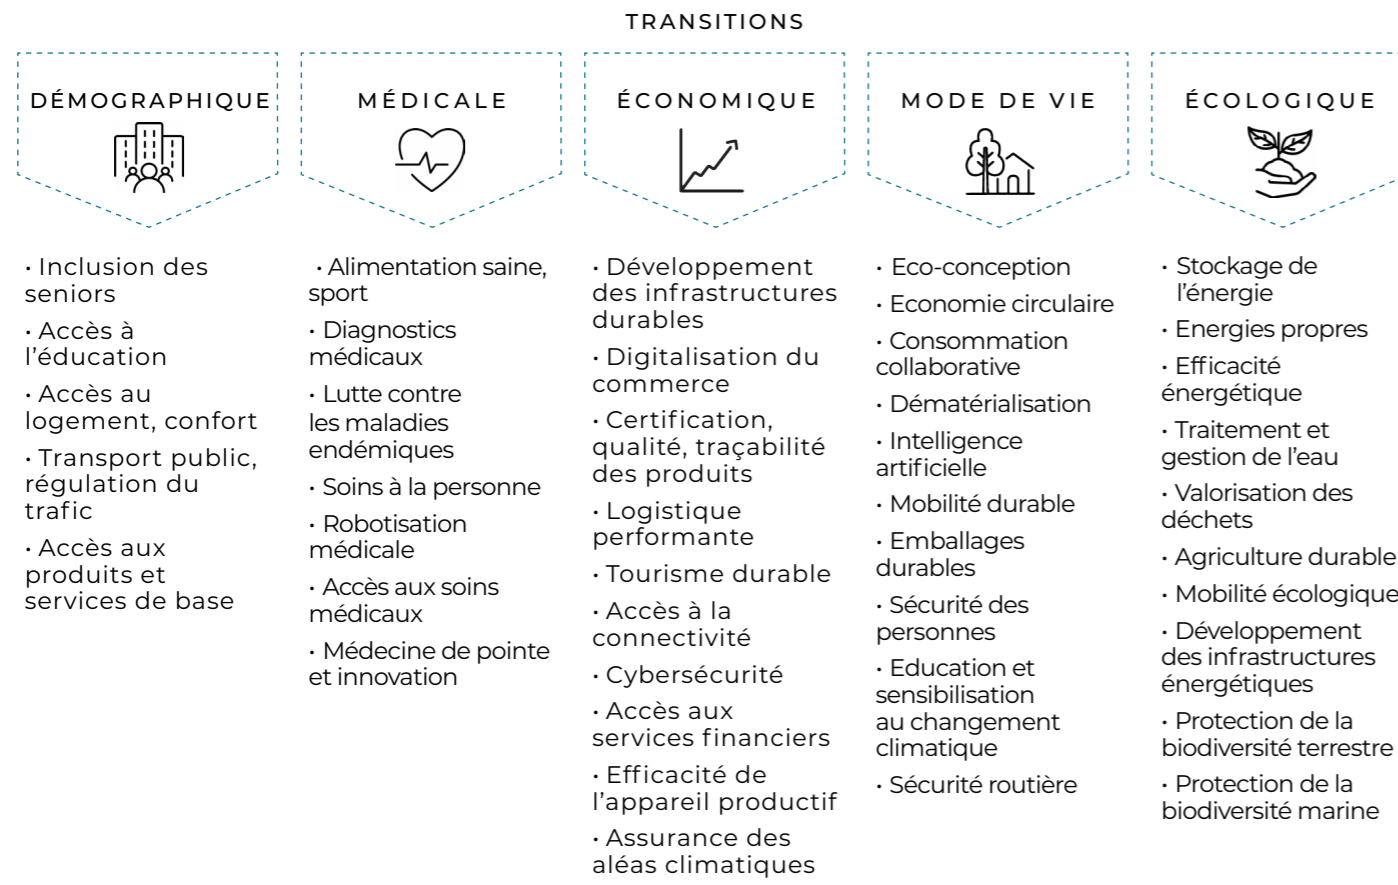 TRANSITIONS
DÉMOGRAPHIQUE
· Inclusion des
seniors
· Accès à
l’éducation
· Accès au
logement, confort
· Transport public,
régulation du
trafic
· Accès aux
produits et
services de base
MÉDICALE
· Alimentation saine,
sport
· Diagnostics
médicaux
· Lutte contre
les maladies
endémiques
· Soins à la personne
· Robotisation
médicale
· Accès aux soins
médicaux
· Médecine de pointe
et innovation
ÉCONOMIQUE
· Développement
des infrastructures
durables
· Digitalisation du
commerce
· Certification,
qualité, traçabilité
des produits
· Logistique
performante
· Tourisme durable
· Accès à la
connectivité
· Cybersécurité
· Accès aux
services financiers
· Efficacité de
l’appareil productif
· Assurance des
aléas climatiques
MODE DE VIE
· Eco-conception
· Economie circulaire
· Consommation
collaborative
· Dématérialisation
· Intelligence
artificielle
· Mobilité durable
· Emballages
durables
· Sécurité des
personnes
· Education et
sensibilisation
au changement
climatique
· Sécurité routière
ÉCOLOGIQUE
· Stockage de
l’énergie
· Energies propres
· Efficacité
énergétique
· Traitement et
gestion de l’eau
· Valorisation des
déchets
· Agriculture durable
· Mobilité écologique
· Développement
des infrastructures
énergétiques
· Protection de la
biodiversité terrestre
· Protection de la
biodiversité marine